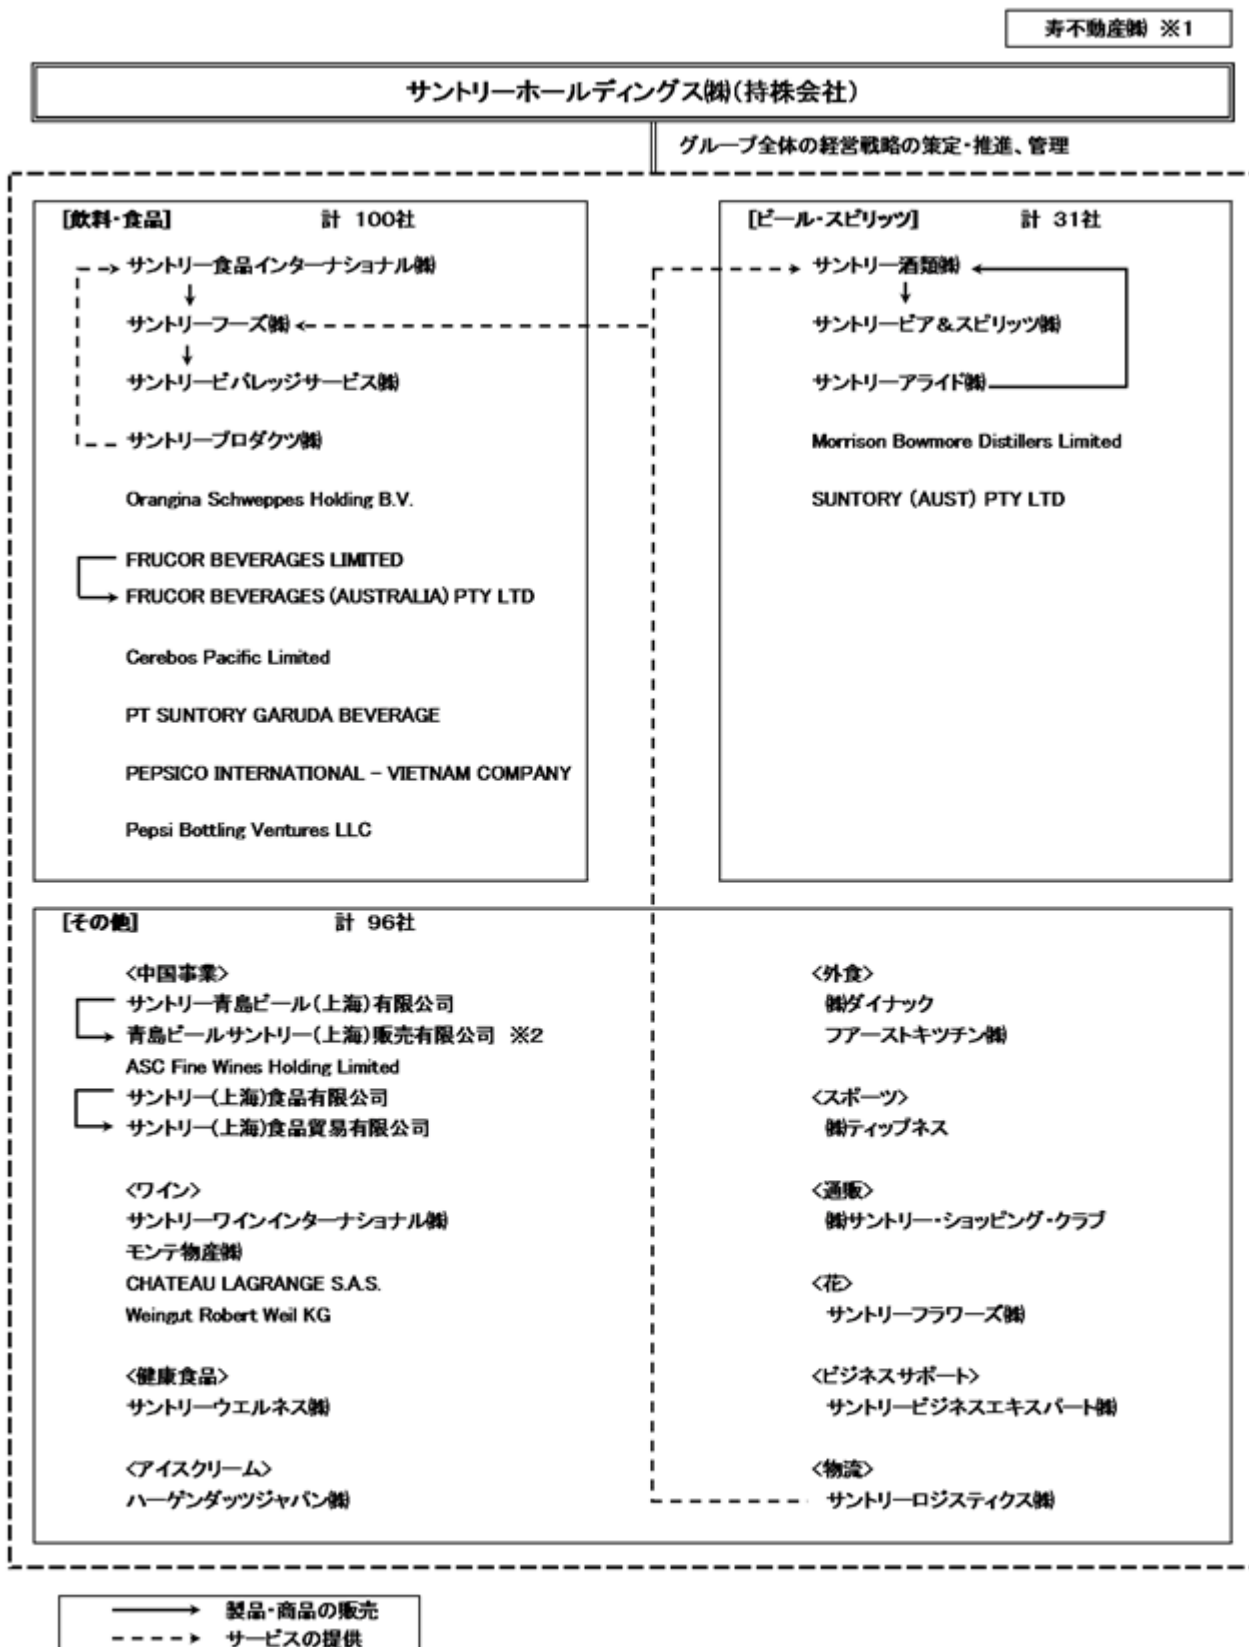 寿不動産㈱ ※1
サントリーホールディングス㈱(持株会社)
グループ全体の経営戦略の策定・推進、管理
[飲料・食品] 計 100社
サントリー食品インターナショナル㈱
サントリーフーズ㈱
サントリービバレッジサービス㈱
サントリープロダクツ㈱
Orangina Schweppes Holding B.V.
FRUCOR BEVERAGES LIMITED
FRUCOR BEVERAGES (AUSTRALIA) PTY LTD
Cerebos Pacific Limited
PT SUNTORY GARUDA BEVERAGE
PEPSICO INTERNATIONAL - VIETNAM COMPANY
Pepsi Bottling Ventures LLC
[ビール・スピリッツ] 計 31社
サントリー酒類㈱
サントリービア&スピリッツ㈱
サントリーアライド㈱
Morrison Bowmore Distillers Limited
SUNTORY (AUST) PTY LTD
[その他] 計 96社
<中国事業>
サントリー青島ビール(上海)有限公司
青島ビールサントリー(上海)販売有限公司 ※2
ASC Fine Wines Holding Limited
サントリー(上海)食品有限公司
サントリー(上海)食品貿易有限公司
<ワイン>
サントリーワインインターナショナル㈱
モンテ物産㈱
CHATEAU LAGRANGE S.A.S.
Weingut Robert Weil KG
<健康食品>
サントリーウエルネス㈱
<アイスクリーム>
ハーゲンダッツジャパン㈱
<外食>
㈱ダイナック
フアーストキツチン㈱
<スポーツ>
㈱ティップネス
<通販>
㈱サントリー・ショッピング・クラブ
<花>
サントリーフラワーズ㈱
<ビジネスサポート>
サントリービジネスエキスパート㈱
<物流>
サントリーロジスティクス㈱
製品・商品の販売
サービスの提供